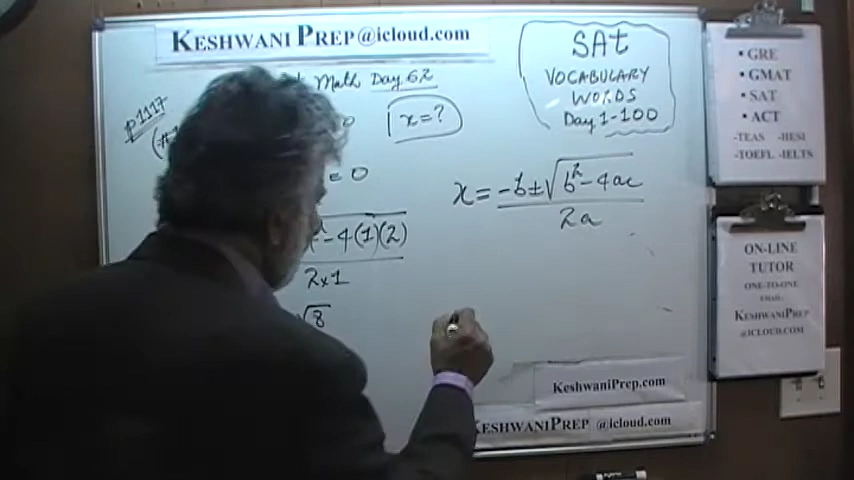 KESHWANI PREP@icloud.com
Math Day 62
p1117
x=?
= 0
- 4(1)(2)
2x1
√8
SAt
VOCABULARY
WORDS
Day 1-100
x = -b±√b²-4ac
2a
• GRE
• GMAT
• SAT
• ACT
-TEAS -HESI
-TOEFL -IELTS
ON-LINE
TUTOR
ONE-TO-ONE
EMAIL
KESHWANIPREP
@ICLOUD.COM
KESHWANIPREP.com
KESHWANIPREP @icloud.com